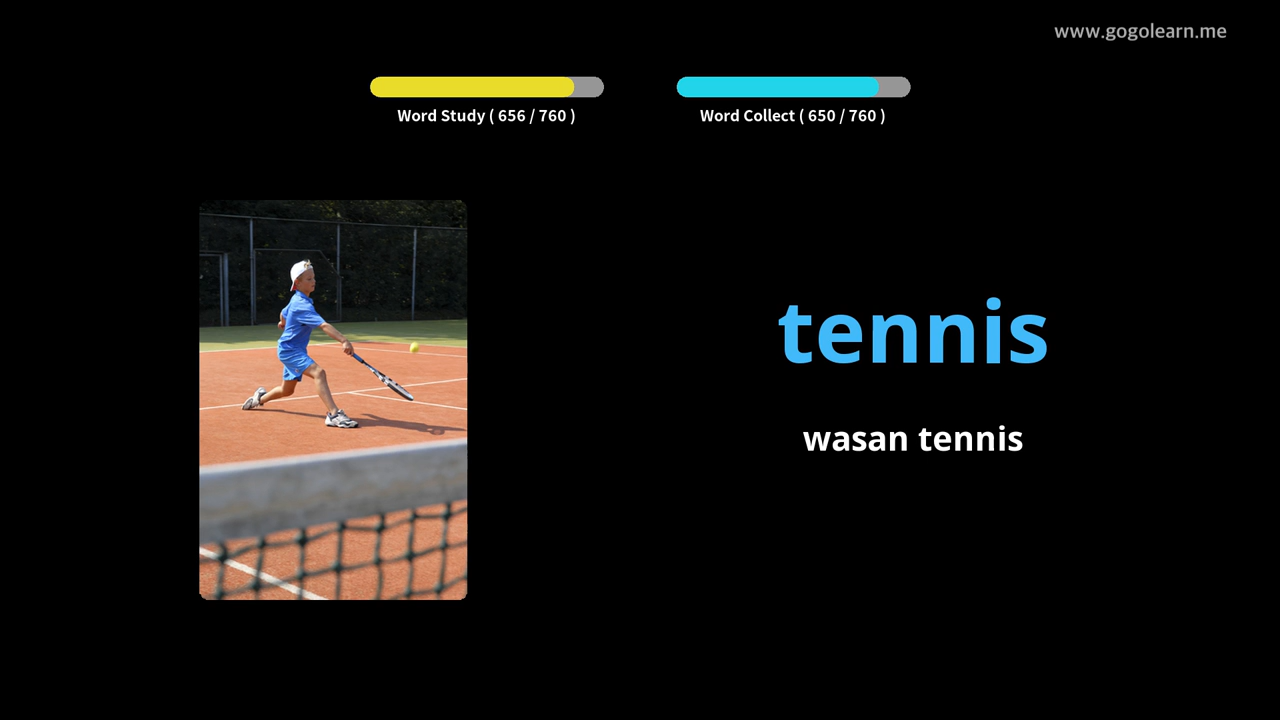 www.gogolearn.me
Word Study ( 656 / 760 )
Word Collect ( 650 / 760 )
tennis
wasan tennis